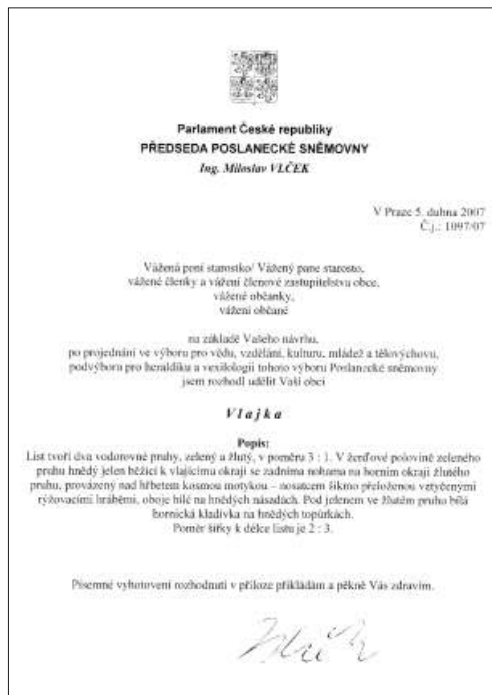 Parlament České republiky
PŘEDSEDA POSLANECKÉ SNĚMOVNY
Ing. Miloslav VLČEK
V Praze 5. dubna 2007
Č.j.: 1097/07
Vážená paní starostko/ Vážený pane starosto,
vážené členky a vážení členové zastupitelstva obce,
vážené občanky,
vážení občané
na základě Vašeho návrhu,
po projednání ve výboru pro vědu, vzdělání, kulturu, mládež a tělovýchovu,
podvýboru pro heraldiku a vexilologii tohoto výboru Poslanecké sněmovny
jsem rozhodl udělit Vaší obci
Vlajka
Popis:
List tvoří dva vodorovné pruhy, zelený a žlutý, v poměru 3 : 1. V žerďové polovině zeleného
pruhu hnědý jelen běžící k vlajícímu okraji se zadníma nohama na horním okraji žlutého
pruhu, provázený nad hřbetem kosmou motykou – nosatcem šikmo přeloženou vztyčenými
rýžovacími hráběmi, oboje bílé na hnědých násadách. Pod jelenem ve žlutém pruhu bílá
hornická kladívka na hnědých topůrkách.
Poměr šířky k délce listu je 2 : 3.
Písemné vyhotovení rozhodnutí v příloze přikládám a pěkně Vás zdravím.